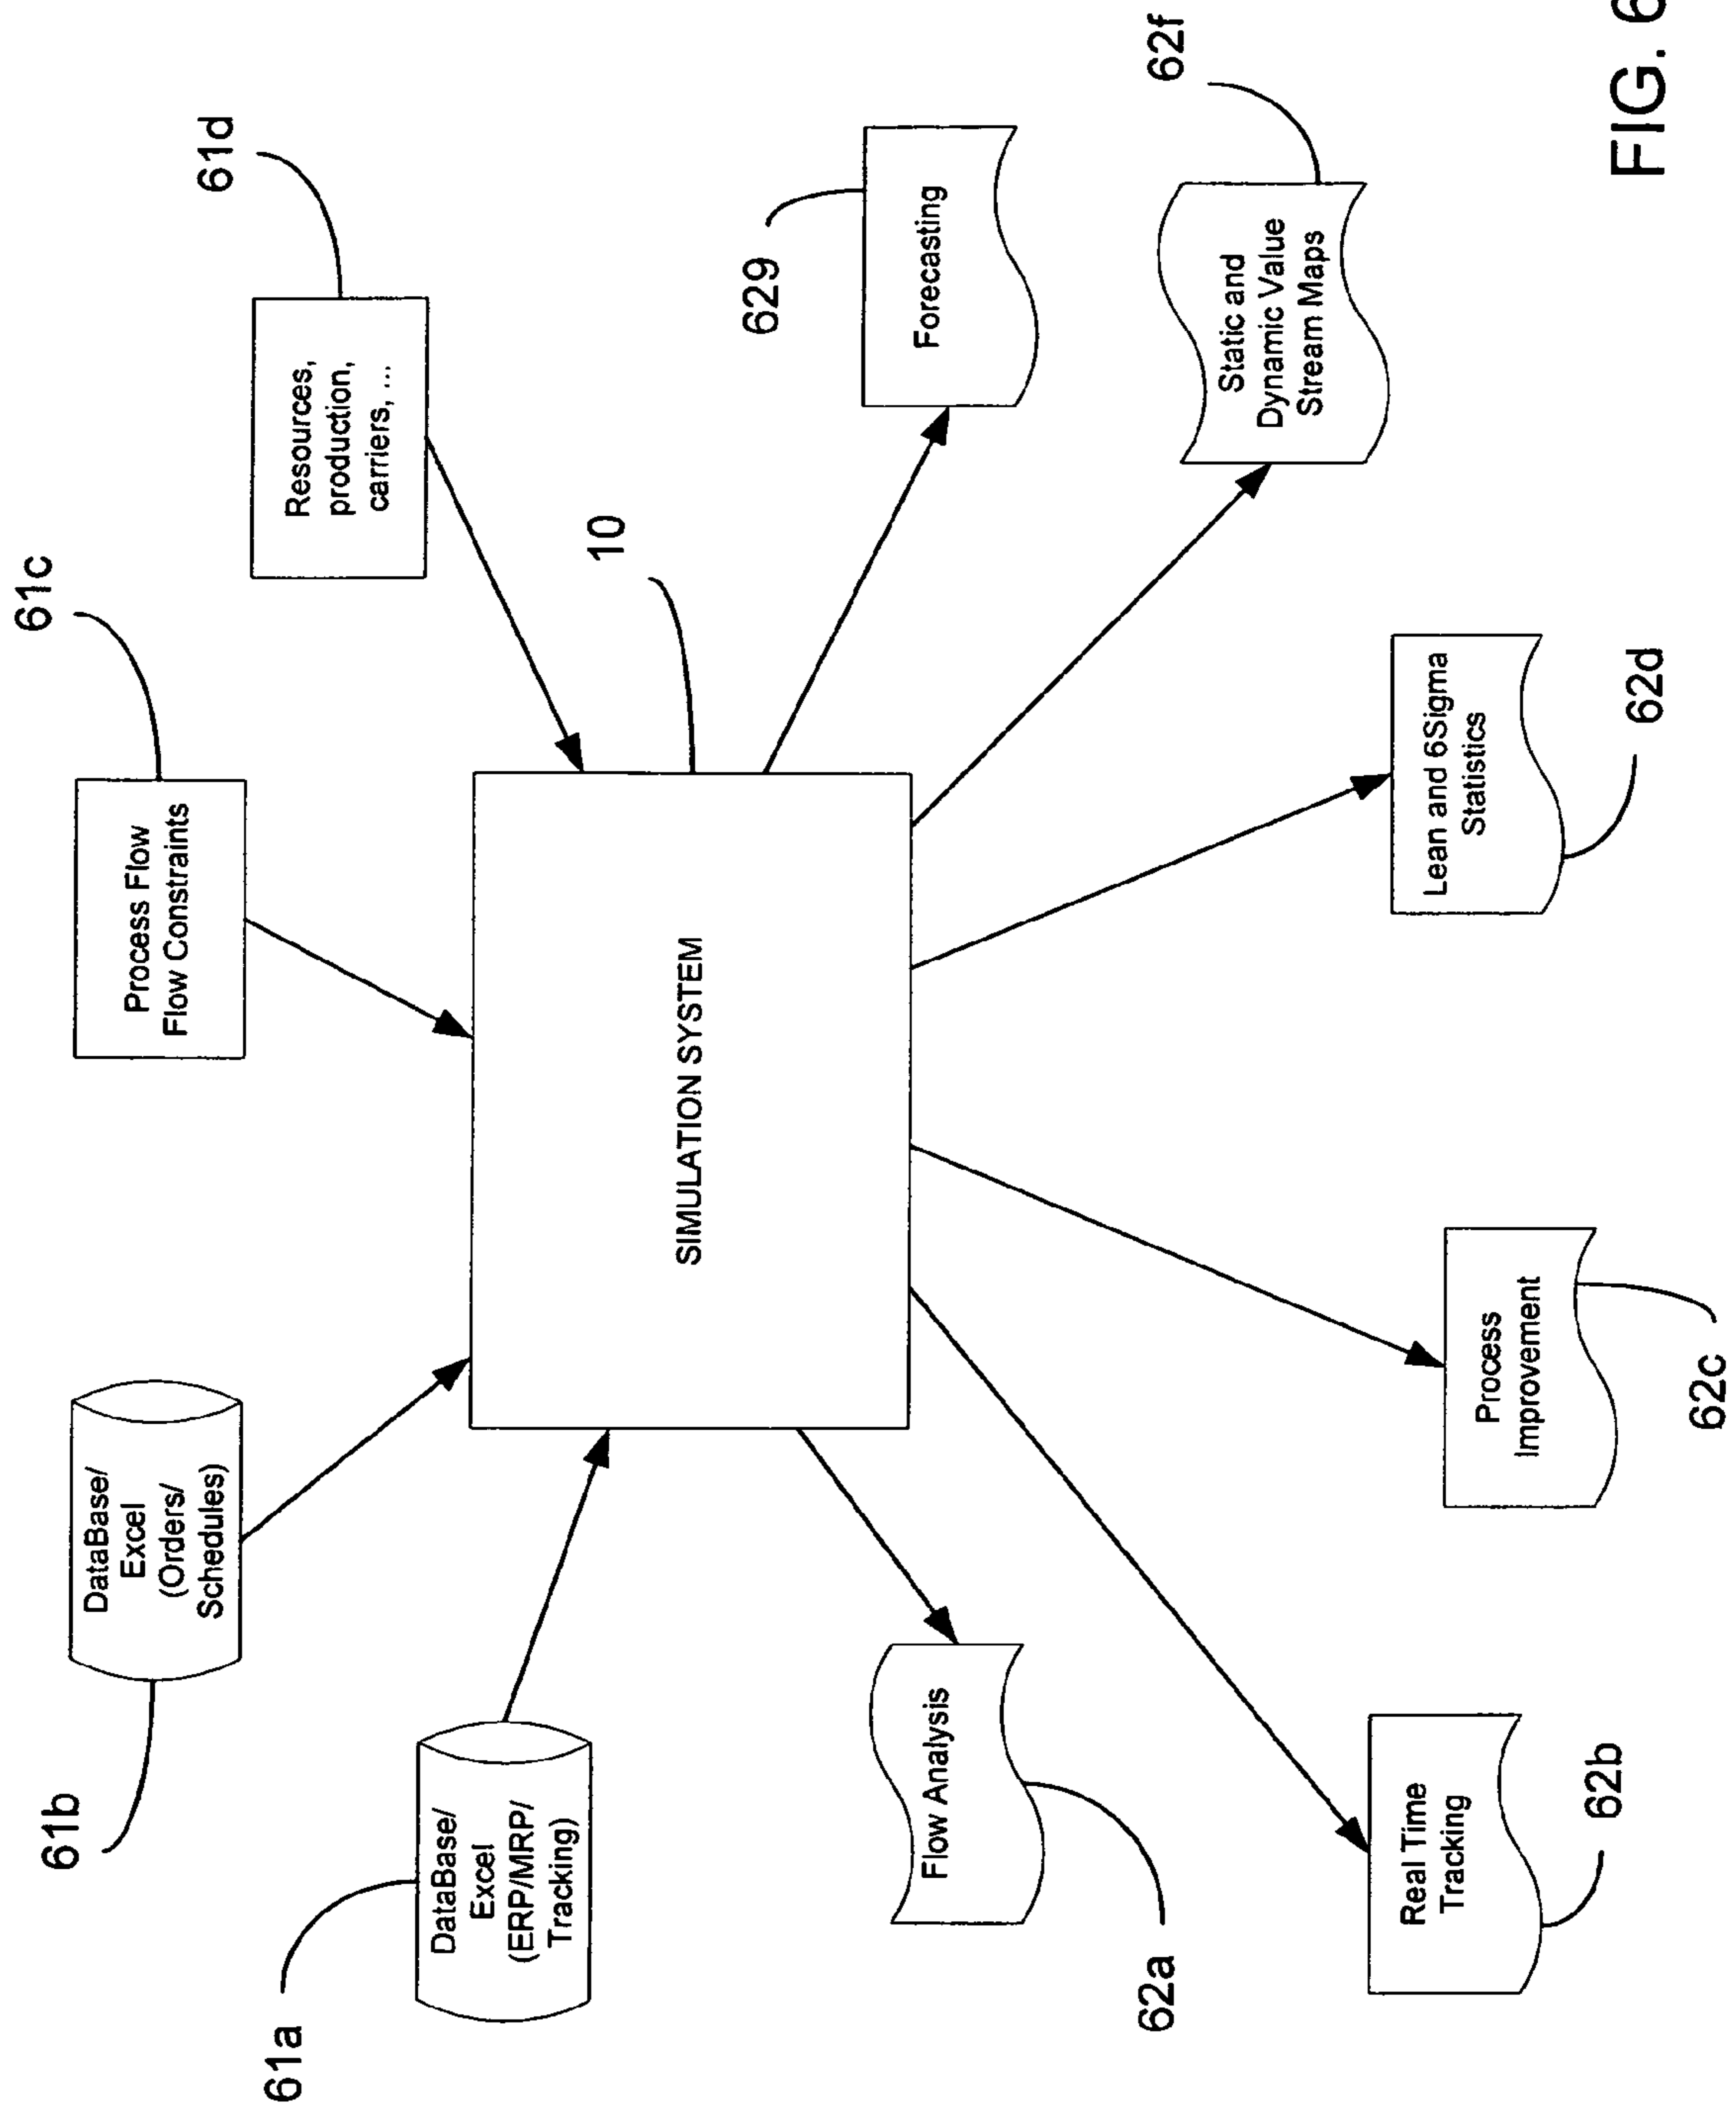 61b
DataBase/
Excel
(Orders/
Schedules)
61c
Process Flow
Flow Constraints
61d
Resources,
production,
carriers, ...
61a
DataBase/
Excel
(ERP/MRP/
Tracking)
10
SIMULATION SYSTEM
629
Forecasting
Flow Analysis
62a
Static and
Dynamic Value
Stream Maps
62f
Real Time
Tracking
62b
Process
Improvement
62c
Lean and 6Sigma
Statistics
62d
FIG. 6